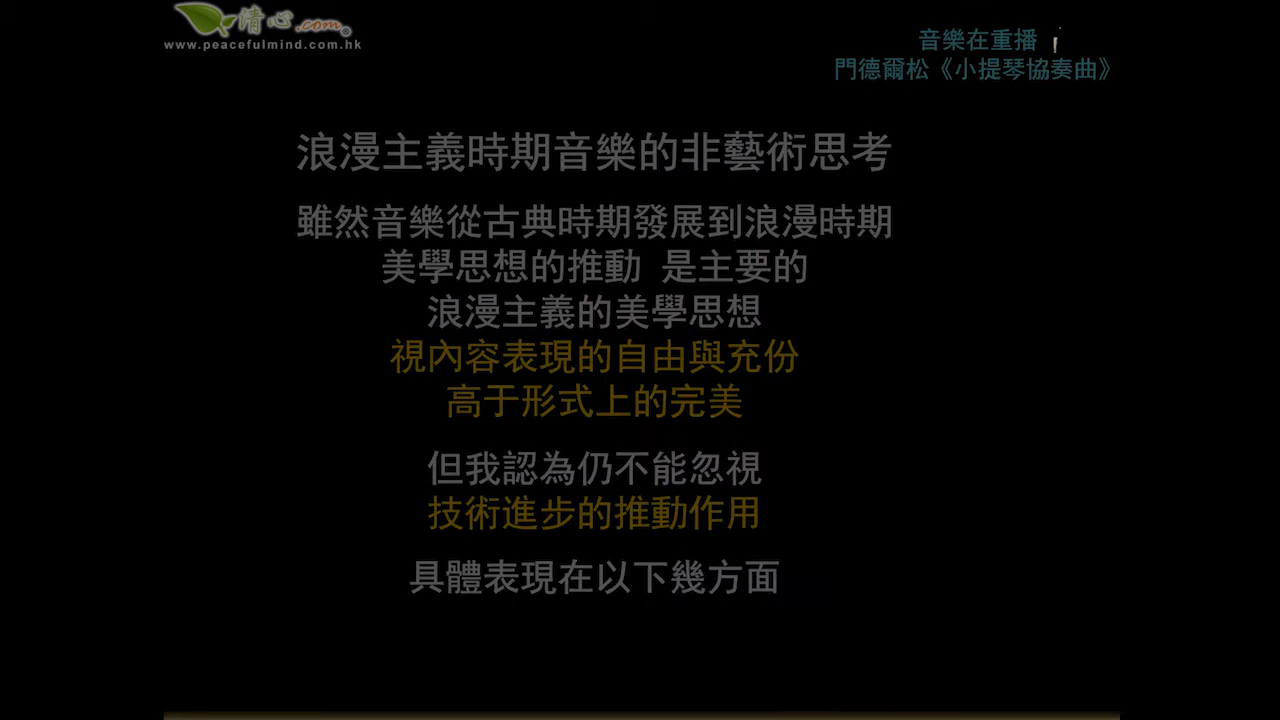 清心.com®
www.peacefulmind.com.hk
音樂在重播
門德爾松《小提琴協奏曲》
浪漫主義時期音樂的非藝術思考
雖然音樂從古典時期發展到浪漫時期
美學思想的推動 是主要的
浪漫主義的美學思想
視內容表現的自由與充份
高于形式上的完美
但我認為仍不能忽視
技術進步的推動作用
具體表現在以下幾方面